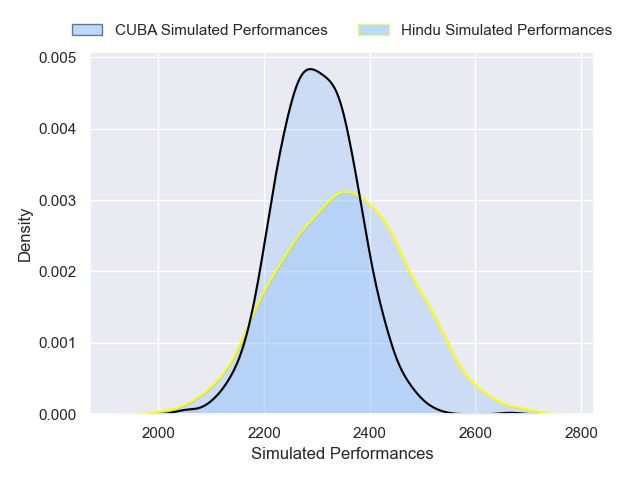 CUBA Simulated Performances
Hindu Simulated Performances
0.005
0.004
0.003
0.002
0.001
0.000
Density
2000 2200 2400 2600 2800
Simulated Performances